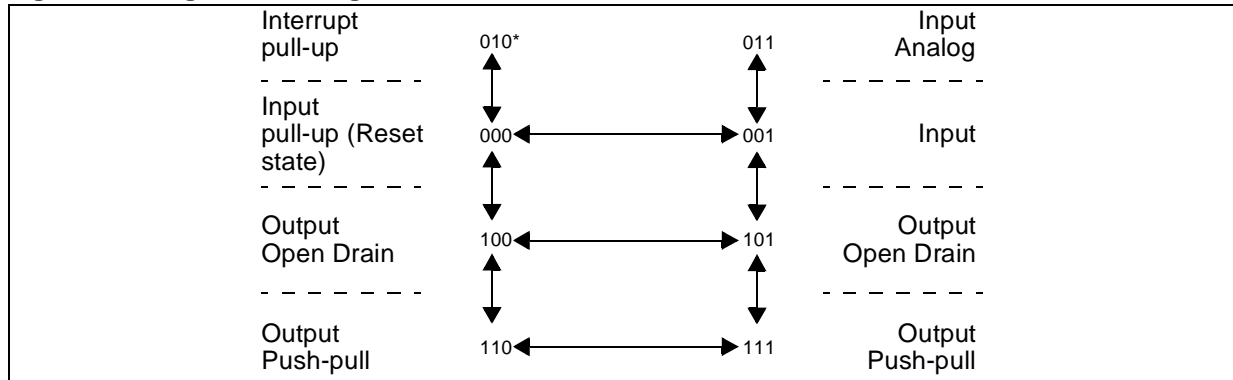 Interrupt
pull-up
010*
011
Input
Analog
Input
pull-up (Reset
state)
000
001
Input
Output
Open Drain
100
101
Output
Open Drain
Output
Push-pull
110
111
Output
Push-pull